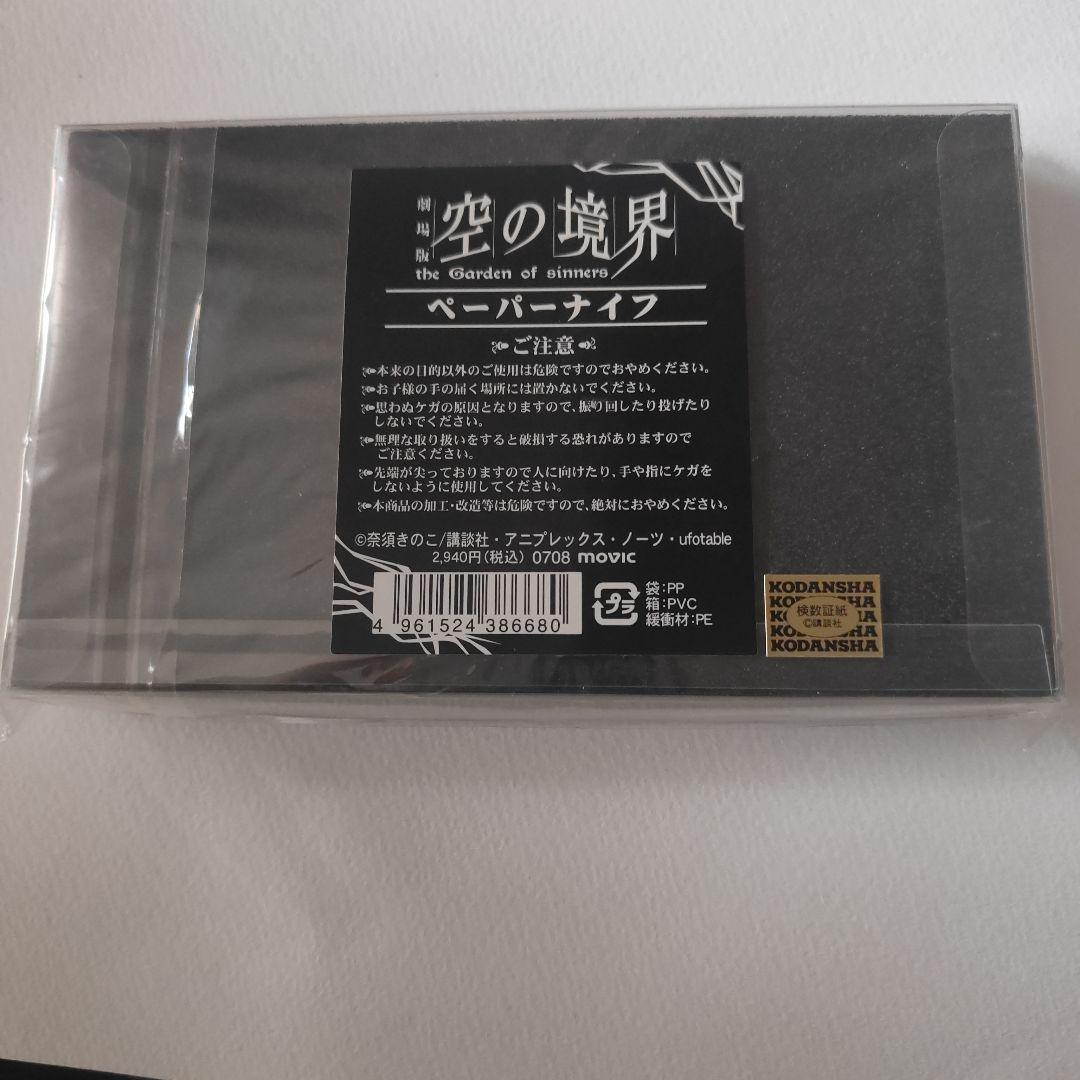 劇場版 空の境界
the Garden of sinners
ペーパーナイフ
ご注意
本来の目的以外のご使用は危険ですのでおやめください。
お子様の手の届く場所には置かないでください。
思わぬケガの原因となりますので、振り回したり投げたり
しないでください。
無理な取り扱いをすると破損する恐れがありますので
ご注意ください。
先端が尖っておりますので人に向けたり、手や指にケガを
しないように使用してください。
本商品の加工・改造等は危険ですので、絶対におやめください。
©奈須きのこ/講談社・アニプレックス・ノーツ・ufotable
2,940円(税込) 0708 movic
4 961524 386680
プラ
袋:PP
箱:PVC
緩衝材:PE
KODANSHA
検数証紙
©講談社
KODANSHA